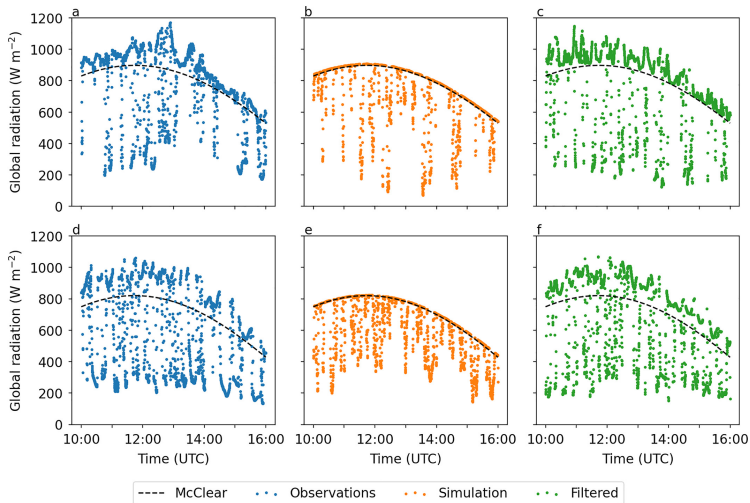 a b c
1200
1000
800
600
400
200
0
Global radiation (W m⁻²)
d e f
1200
1000
800
600
400
200
0
Global radiation (W m⁻²)
10:00 12:00 14:00 16:00 10:00 12:00 14:00 16:00 10:00 12:00 14:00 16:00
Time (UTC) Time (UTC) Time (UTC)
McClear Observations Simulation Filtered